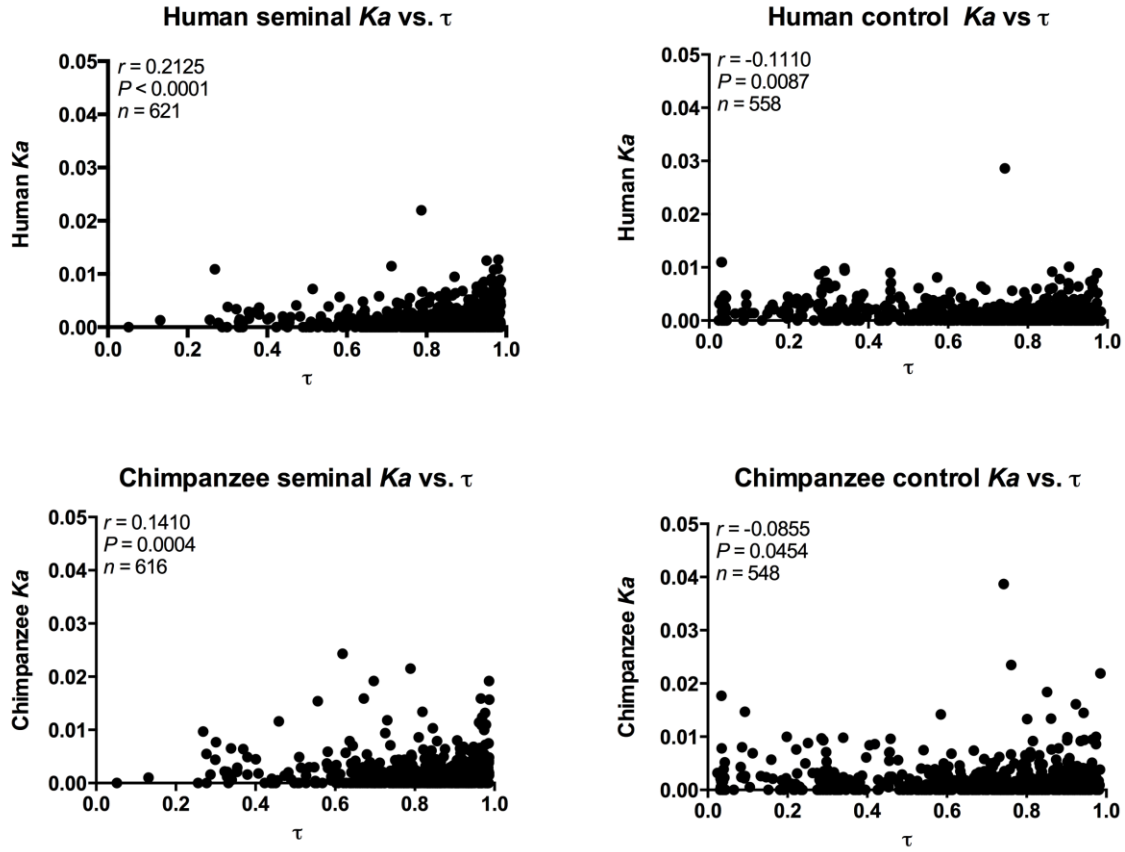 Human seminal Ka vs. τ
r = 0.2125
P < 0.0001
n = 621
0.05
0.04
0.03
0.02
0.01
0.00
Human Ka
0.0 0.2 0.4 0.6 0.8 1.0
τ
Human control Ka vs τ
r = -0.1110
P = 0.0087
n = 558
0.05
0.04
0.03
0.02
0.01
0.00
Human Ka
0.0 0.2 0.4 0.6 0.8 1.0
τ
Chimpanzee seminal Ka vs. τ
r = 0.1410
P = 0.0004
n = 616
0.05
0.04
0.03
0.02
0.01
0.00
Chimpanzee Ka
0.0 0.2 0.4 0.6 0.8 1.0
τ
Chimpanzee control Ka vs. τ
r = -0.0855
P = 0.0454
n = 548
0.05
0.04
0.03
0.02
0.01
0.00
Chimpanzee Ka
0.0 0.2 0.4 0.6 0.8 1.0
τ